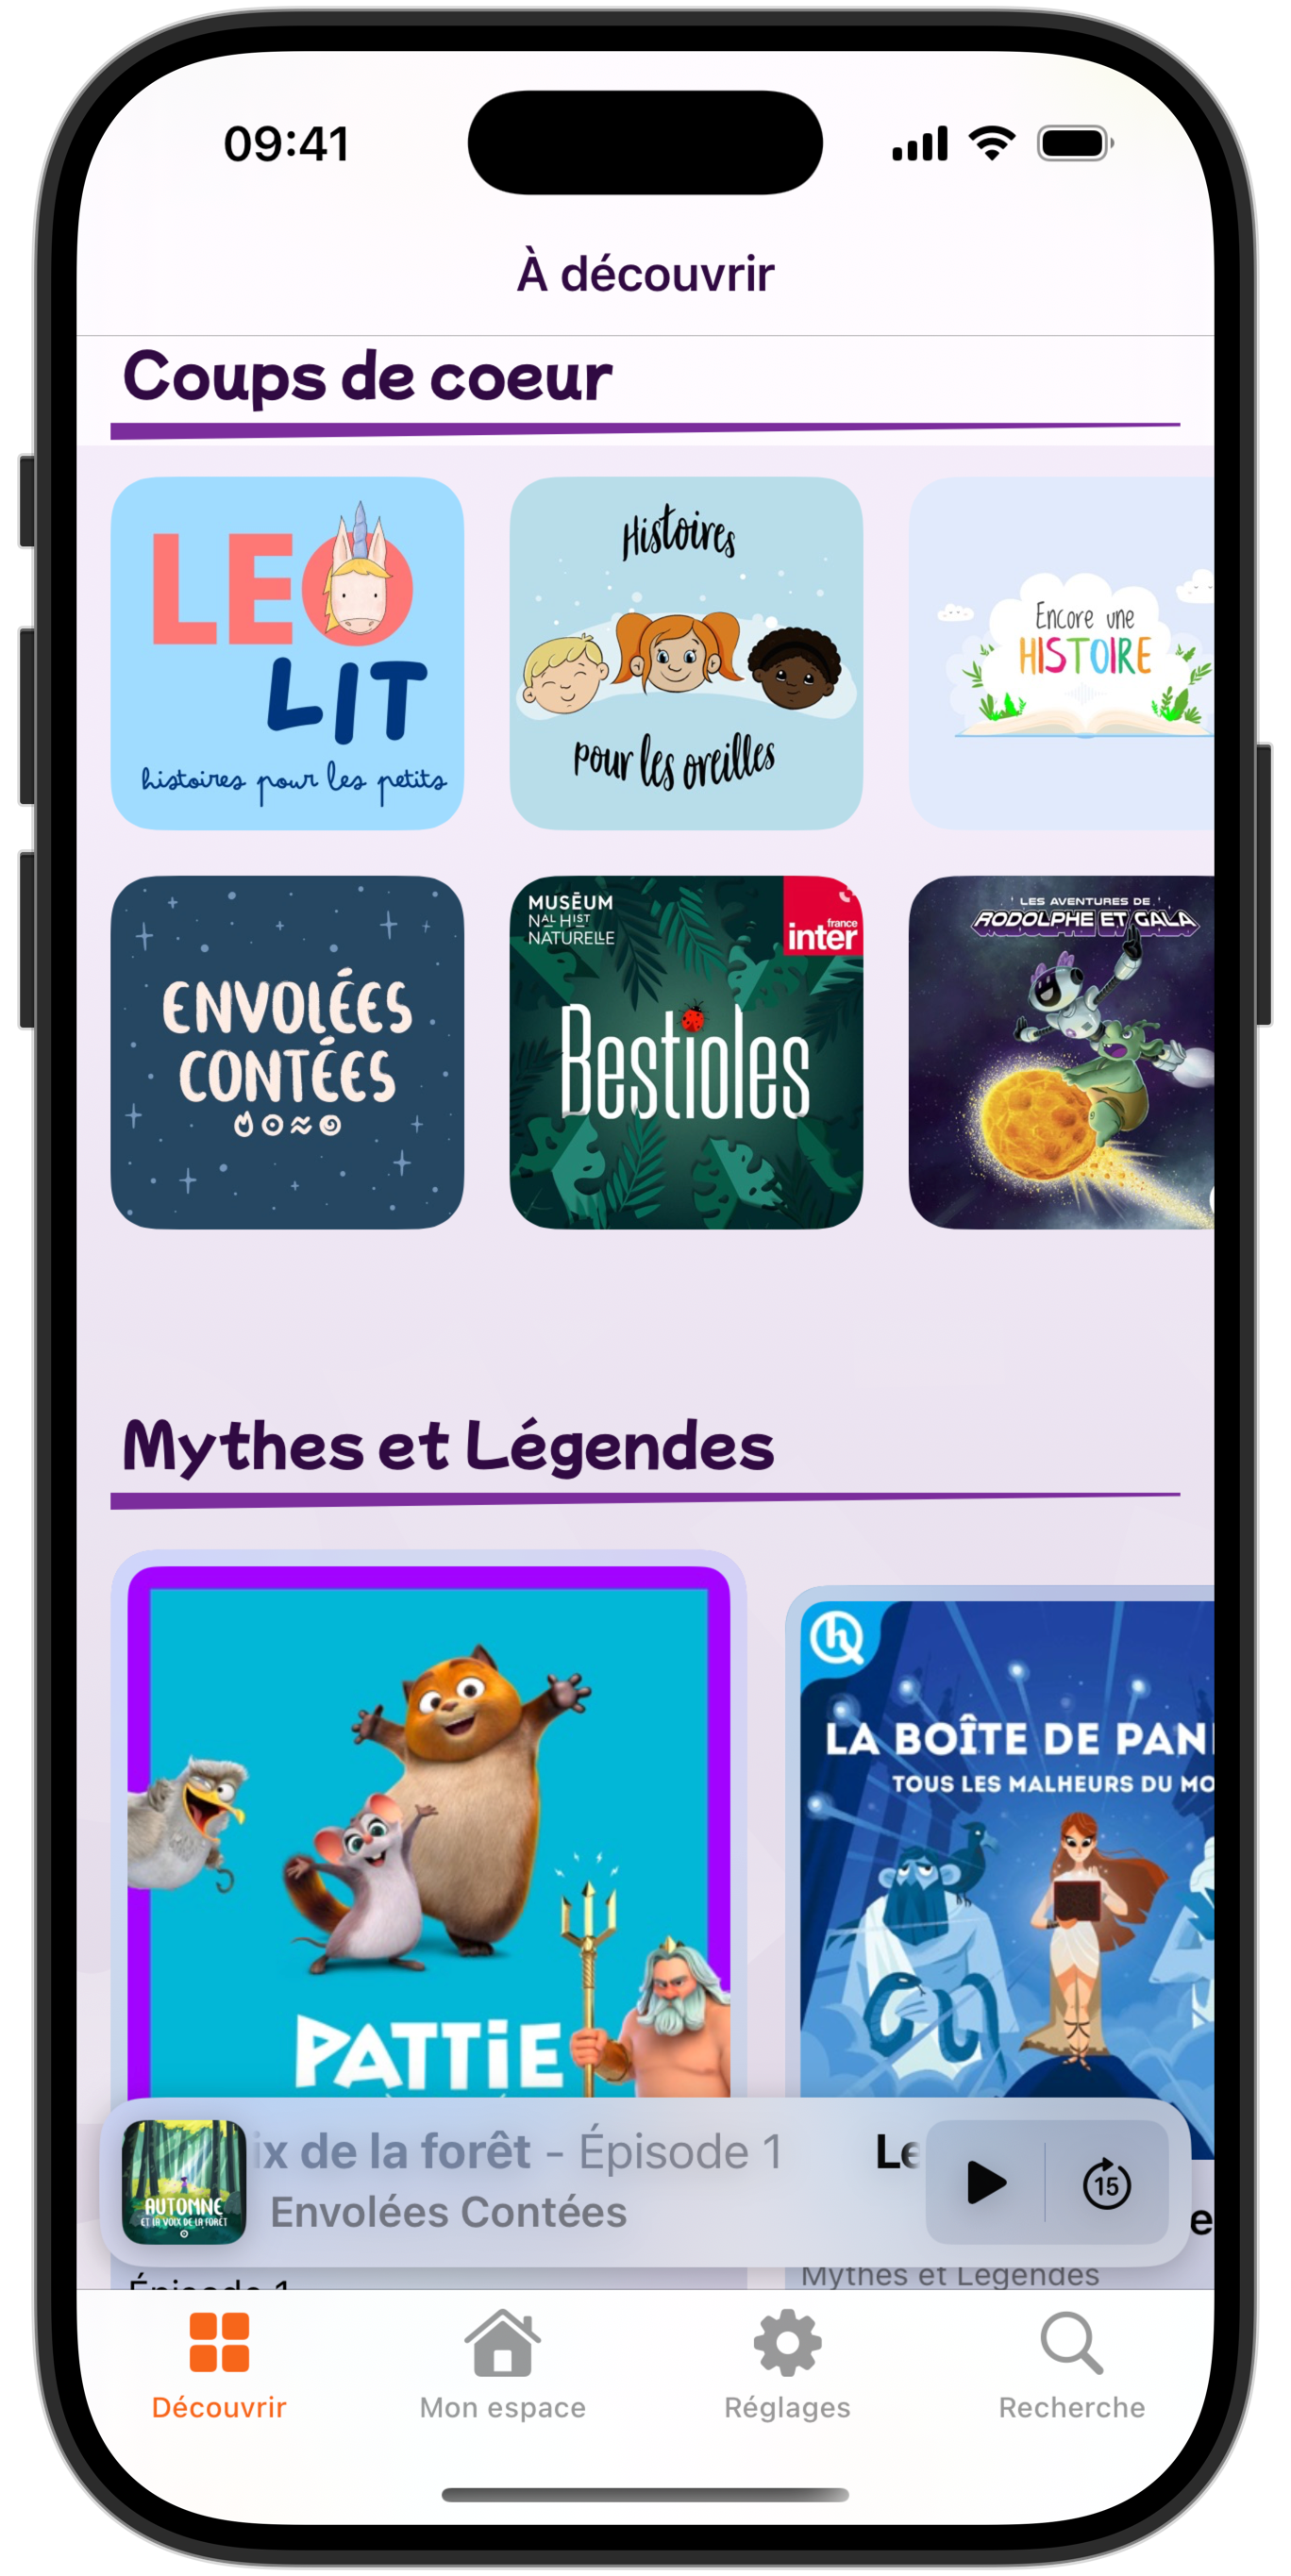 09:41
À découvrir
Coups de coeur
LEO
LIT
histoires pour les petits
Histoires
pour les oreilles
Encore une
HISTOIRE
ENVOLÉES
CONTÉES
MUSĒUM
NAL HIST
NATURELLE
france
inter
Bestioles
LES AVENTURES DE
RODOLPHE ET GALA
Mythes et Légendes
PATTIE
LA BOÎTE DE PAN
TOUS LES MALHEURS DU MO
AUTOMNE
ET LA VOIX DE LA FORÊT
ix de la forêt - Épisode 1 Le
Envolées Contées
15
e
Épisode 1
Mythes et Légendes
Découvrir
Mon espace
Réglages
Recherche